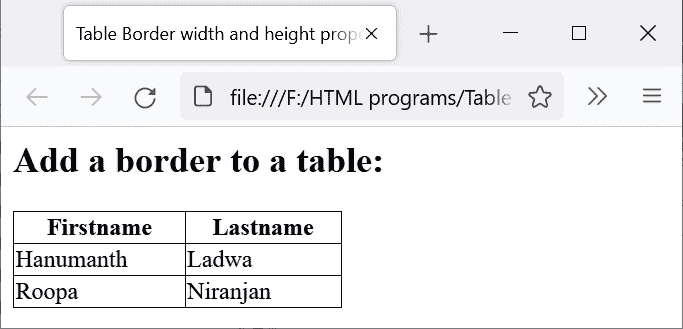 Table Border width and height prope
file:///F:/HTML programs/Table
Add a border to a table:
Firstname Lastname
Hanumanth Ladwa
Roopa Niranjan